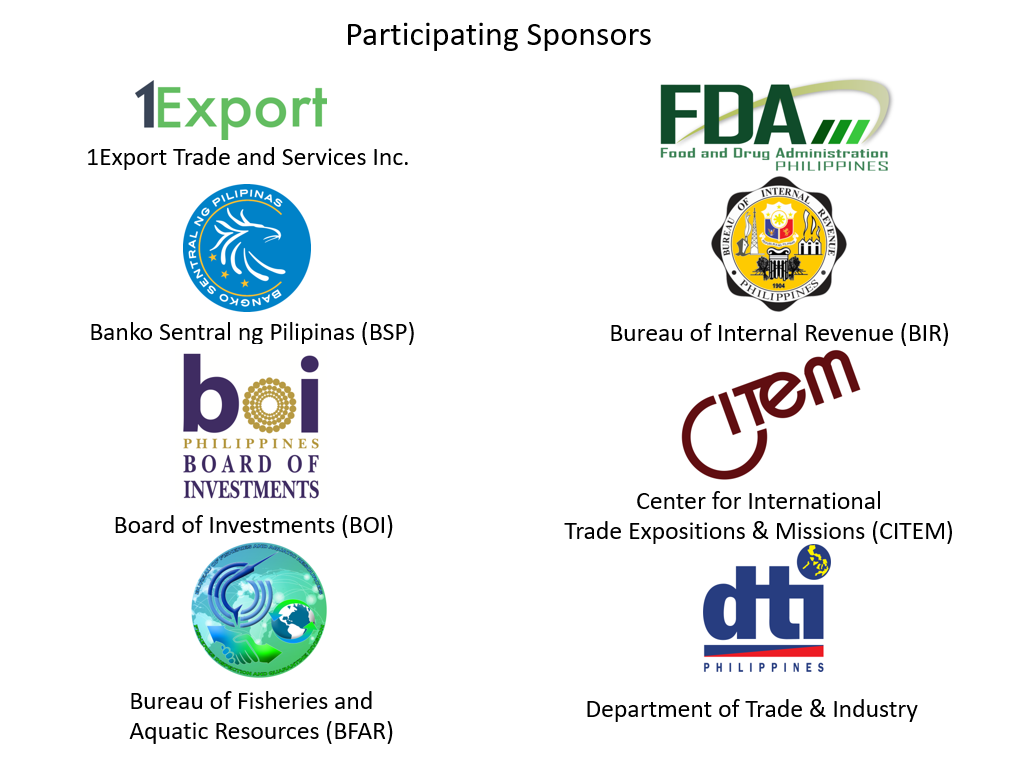 Participating Sponsors
1Export
1Export Trade and Services Inc.
FDA
Food and Drug Administration
PHILIPPINES
BANGKO SENTRAL NG PILIPINAS
Banko Sentral ng Pilipinas (BSP)
BUREAU OF INTERNAL REVENUE
1904
PHILIPPINES
Bureau of Internal Revenue (BIR)
boi
PHILIPPINES
BOARD OF
INVESTMENTS
Board of Investments (BOI)
CITem
Center for International
Trade Expositions & Missions (CITEM)
Bureau of Fisheries and
Aquatic Resources (BFAR)
dti
PHILIPPINES
Department of Trade & Industry